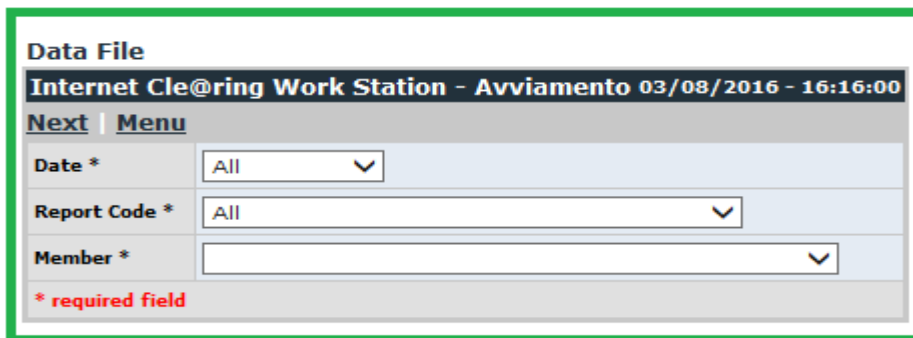 Data File
Internet Cle@ring Work Station - Avviamento 03/08/2016 - 16:16:00
Next | Menu
Date * All
Report Code * All
Member *
* required field